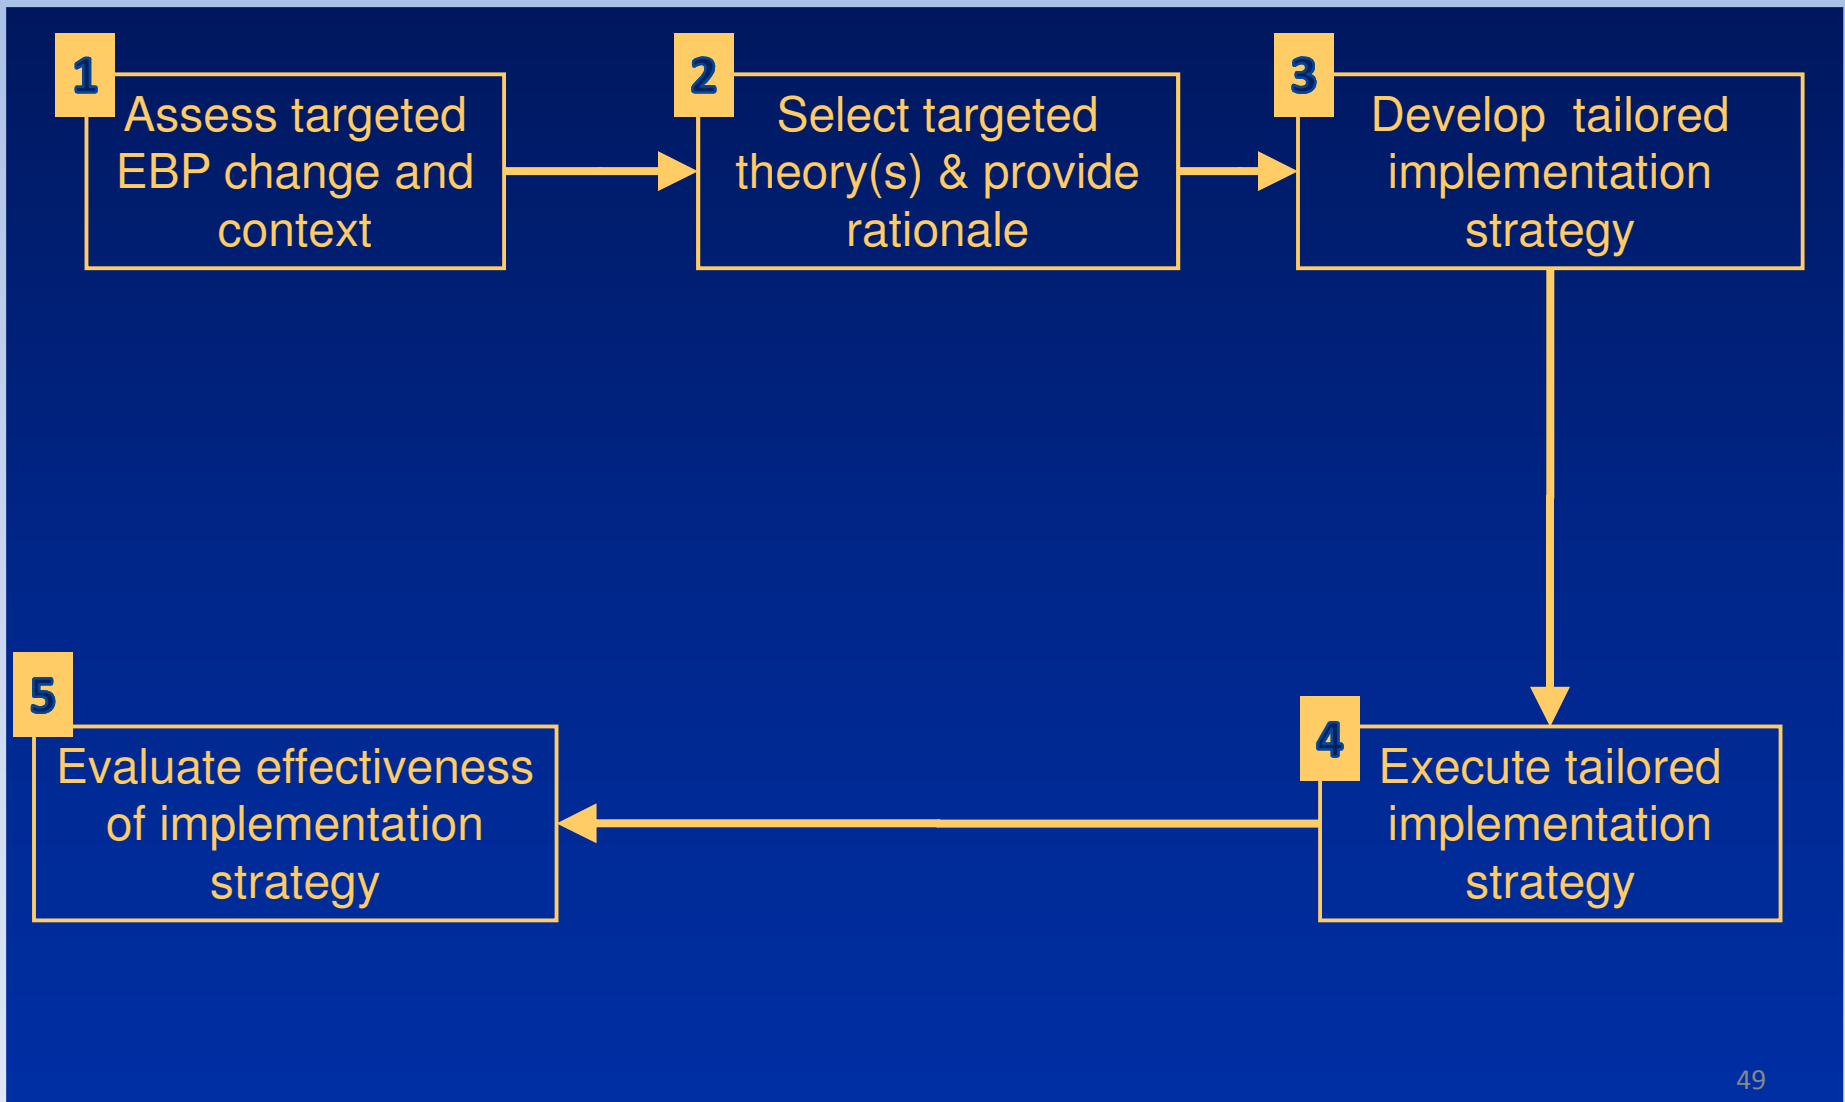 1
Assess targeted
EBP change and
context
2
Select targeted
theory(s) & provide
rationale
3
Develop  tailored
implementation
strategy
4
Execute tailored
implementation
strategy
5
Evaluate effectiveness
of implementation
strategy
49